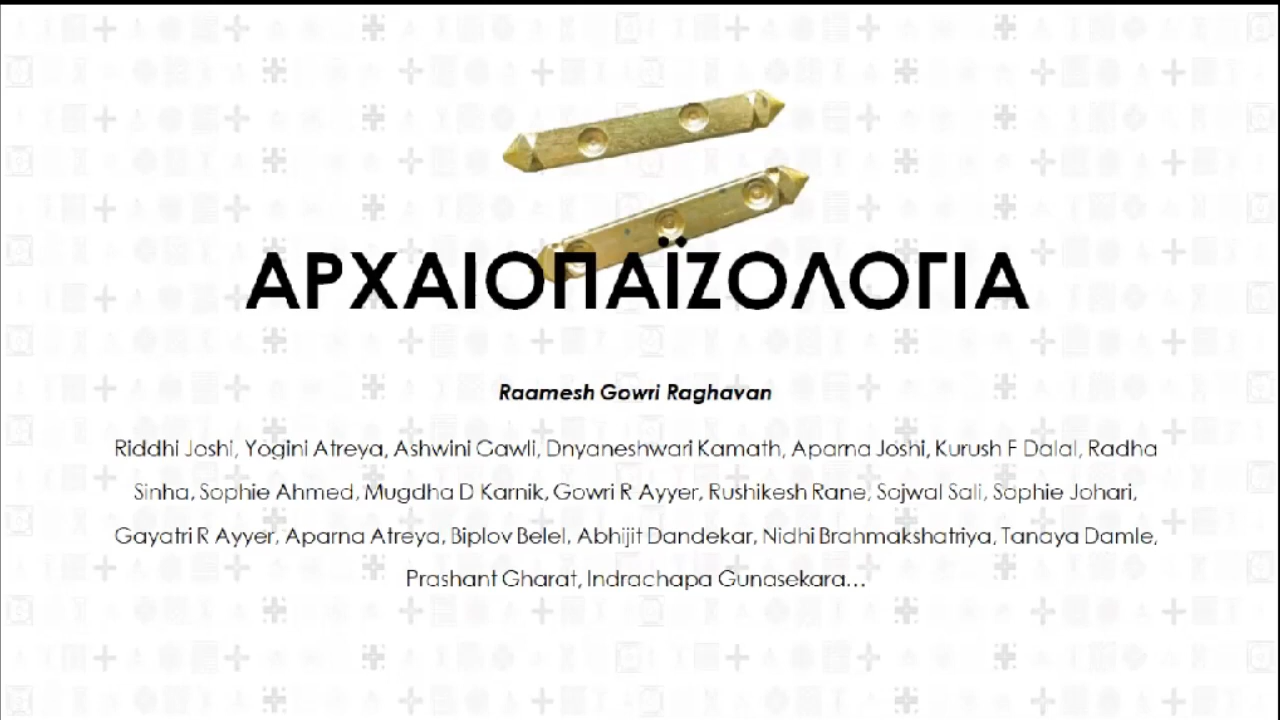 ΑΡΧΑΙΟΠΑΪΖΟΛΟΓΙΑ
Raamesh Gowri Raghavan
Riddhi Joshi, Yogini Atreya, Ashwini Gawli, Dnyaneshwari Kamath, Aparna Joshi, Kurush F Dalal, Radha
Sinha, Sophie Ahmed, Mugdha D Karnik, Gowri R Ayyer, Rushikesh Rane, Sojwal Sali, Sophie Johari,
Gayatri R Ayyer, Aparna Atreya, Biplov Belel, Abhijit Dandekar, Nidhi Brahmakshatriya, Tanaya Damle,
Prashant Gharat, Indrachapa Gunasekara...